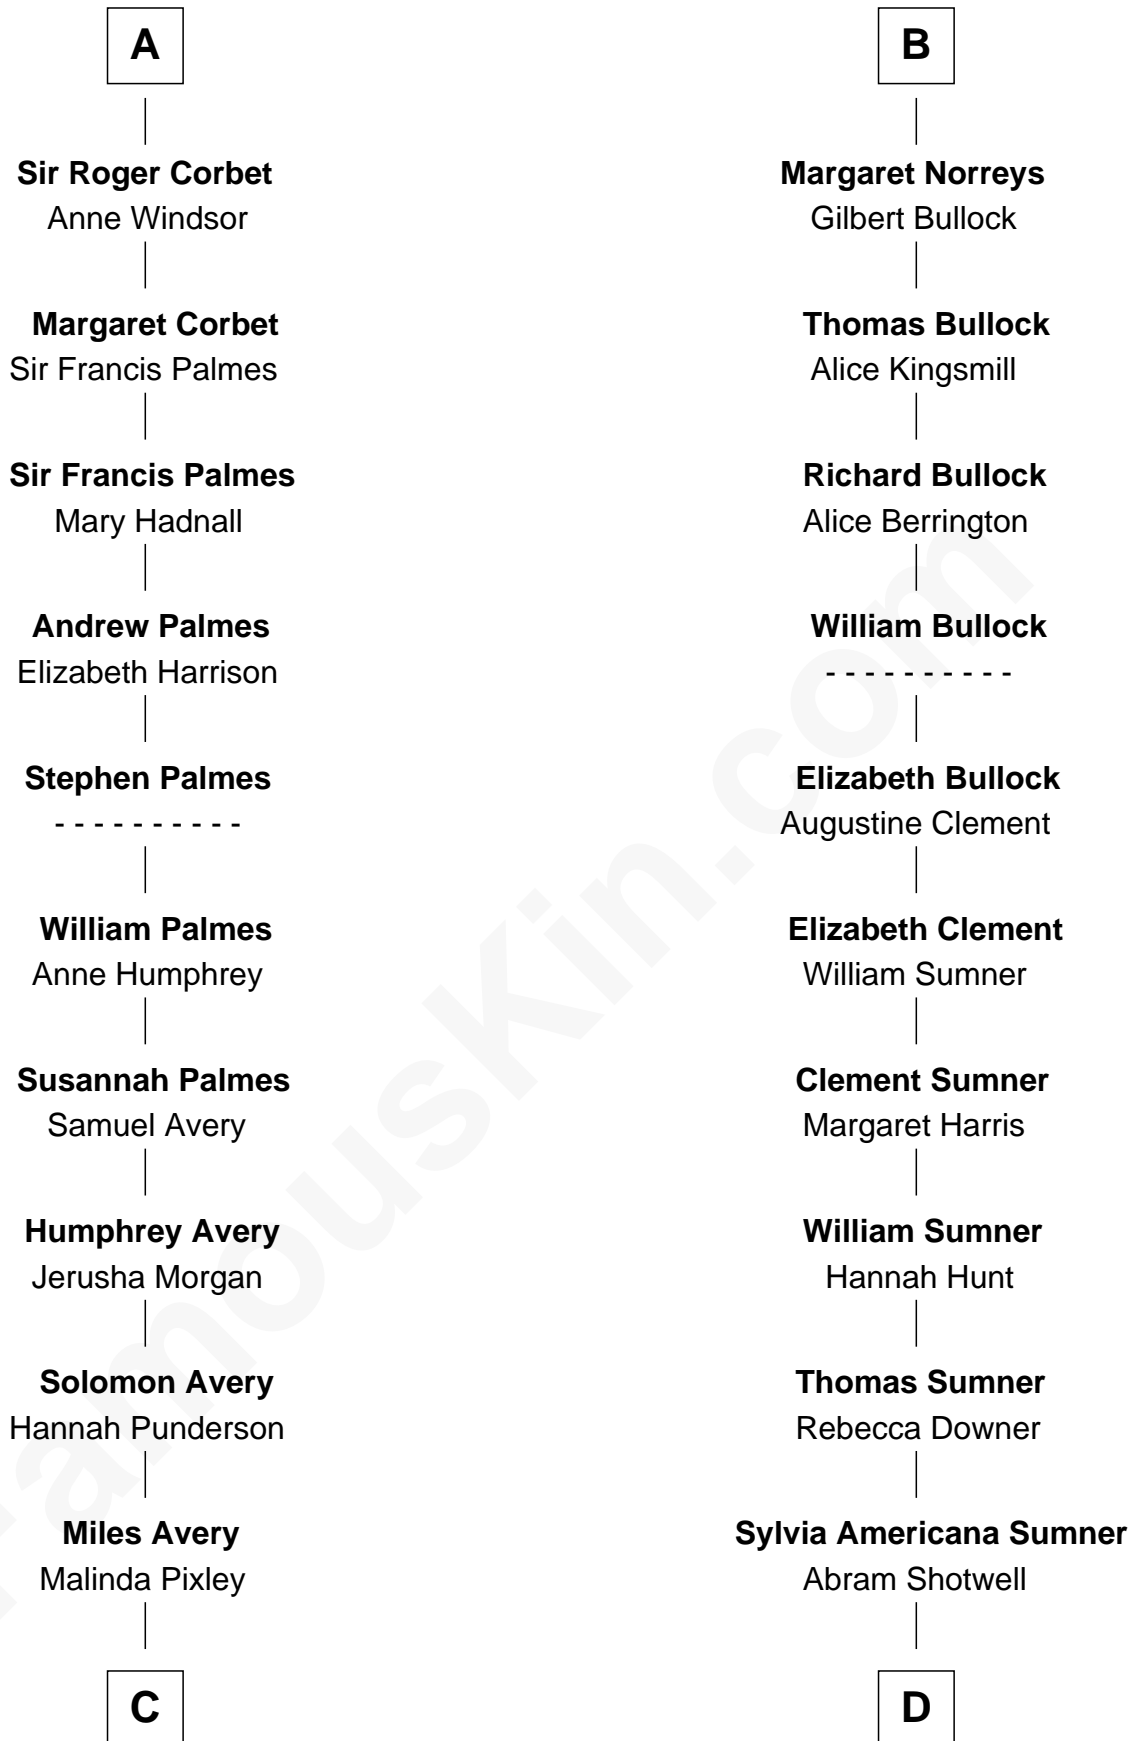 A
Sir Roger Corbet
Anne Windsor
Margaret Corbet
Sir Francis Palmes
Sir Francis Palmes
Mary Hadnall
Andrew Palmes
Elizabeth Harrison
Stephen Palmes
- - - - - - - - - -
William Palmes
Anne Humphrey
Susannah Palmes
Samuel Avery
Humphrey Avery
Jerusha Morgan
Solomon Avery
Hannah Punderson
Miles Avery
Malinda Pixley
C
B
Margaret Norreys
Gilbert Bullock
Thomas Bullock
Alice Kingsmill
Richard Bullock
Alice Berrington
William Bullock
- - - - - - - - - -
Elizabeth Bullock
Augustine Clement
Elizabeth Clement
William Sumner
Clement Sumner
Margaret Harris
William Sumner
Hannah Hunt
Thomas Sumner
Rebecca Downer
Sylvia Americana Sumner
Abram Shotwell
D
FamousKin.com